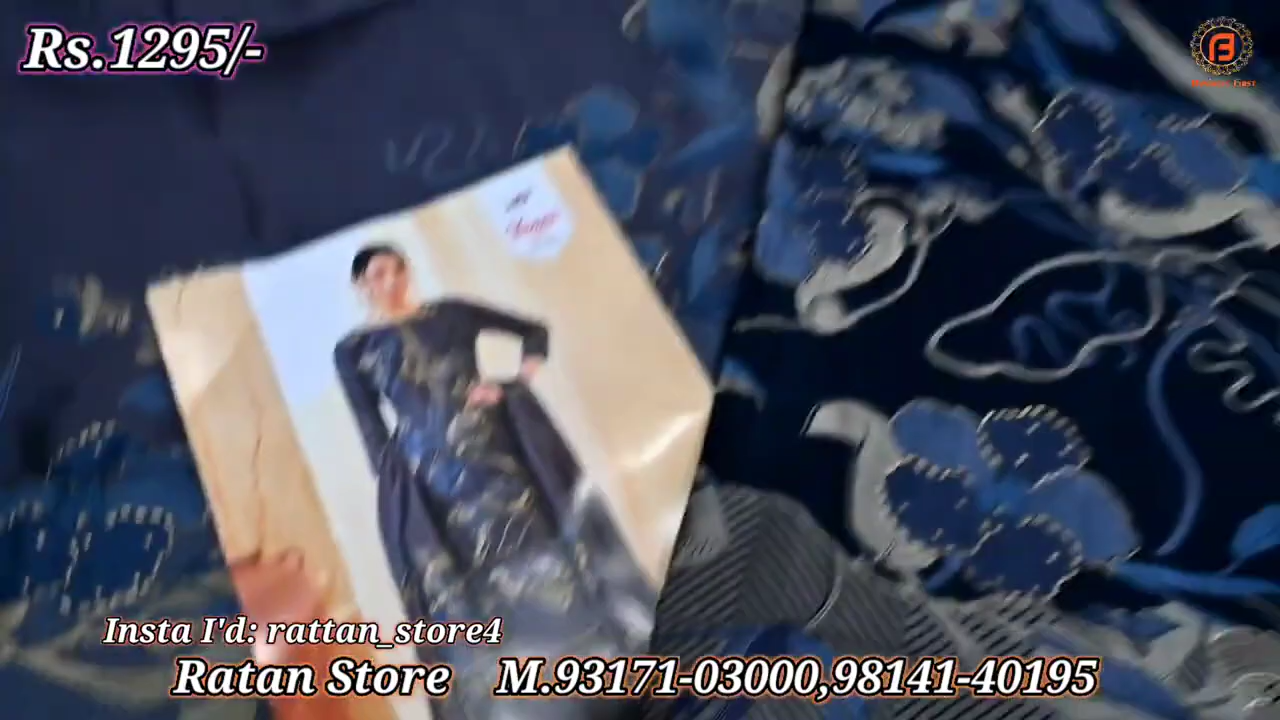 Rs.1295/-
Insta I'd: rattan_store4
Ratan Store M.93171-03000,98141-40195